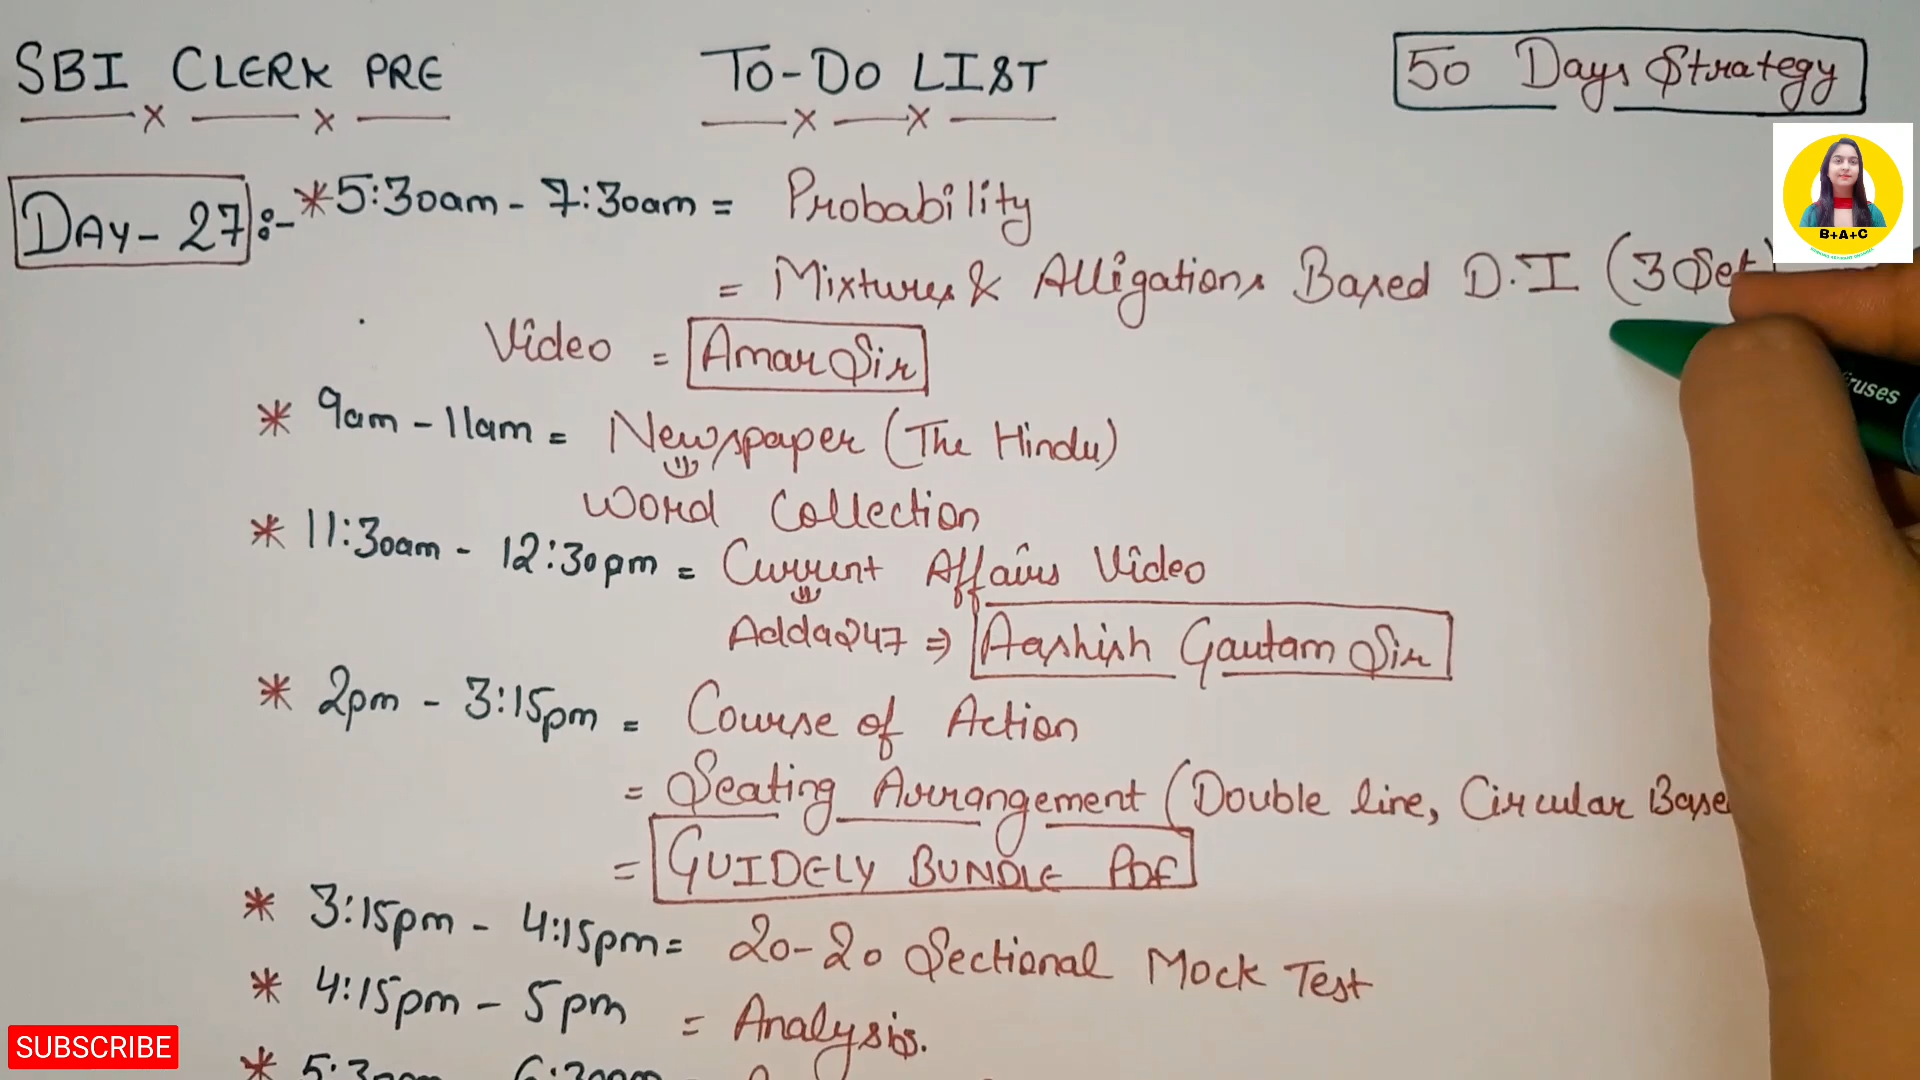 SBI CLERK PRE TO-DO LIST 50 Days Strategy
B+A+C
DAY-27:- *5:30am - 7:30am = Probability
= Mixtures & Alligations Based D.I (3 Set)
Video = Amar Sir
* 9am - 11am = Newspaper (The Hindu)
Word Collection
* 11:30am - 12:30pm = Current Affairs Video
Adda247 ⇒ Aashish Gautam Sir
* 2pm - 3:15pm = Course of Action
= Seating Arrangement (Double line, Circular Base
= GUIDELY BUNDLE PDF
* 3:15pm - 4:15pm = 20-20 Sectional Mock Test
* 4:15pm - 5pm = Analysis.
SUBSCRIBE